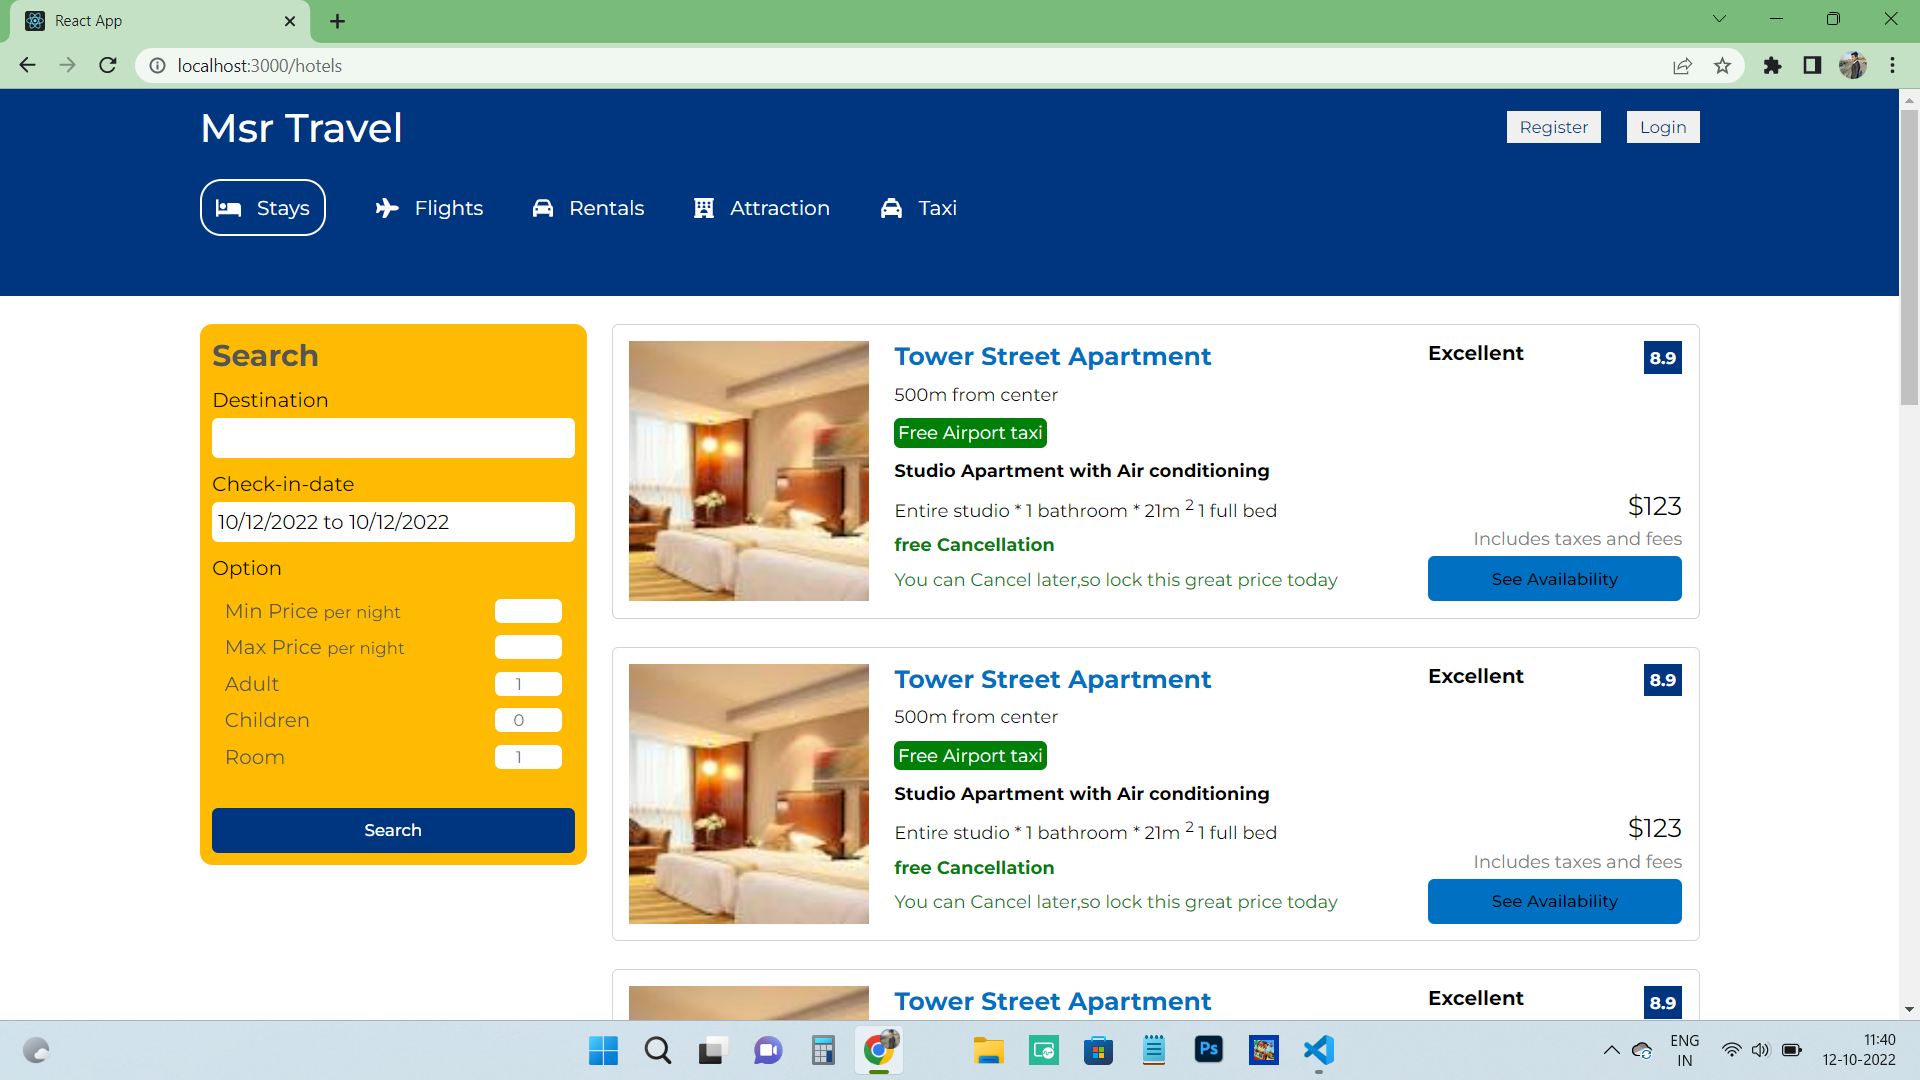 React App
localhost:3000/hotels
Msr Travel
Register
Login
Stays
Flights
Rentals
Attraction
Taxi
Search
Destination
Check-in-date
10/12/2022 to 10/12/2022
Option
Min Price per night
Max Price per night
Adult 1
Children 0
Room 1
Search
Tower Street Apartment
Excellent
8.9
500m from center
Free Airport taxi
Studio Apartment with Air conditioning
Entire studio * 1 bathroom * 21m 2 1 full bed
free Cancellation
You can Cancel later,so lock this great price today
$123
Includes taxes and fees
See Availability
Tower Street Apartment
Excellent
8.9
500m from center
Free Airport taxi
Studio Apartment with Air conditioning
Entire studio * 1 bathroom * 21m 2 1 full bed
free Cancellation
You can Cancel later,so lock this great price today
$123
Includes taxes and fees
See Availability
Tower Street Apartment
Excellent
8.9
Ps
ENG
IN
11:40
12-10-2022